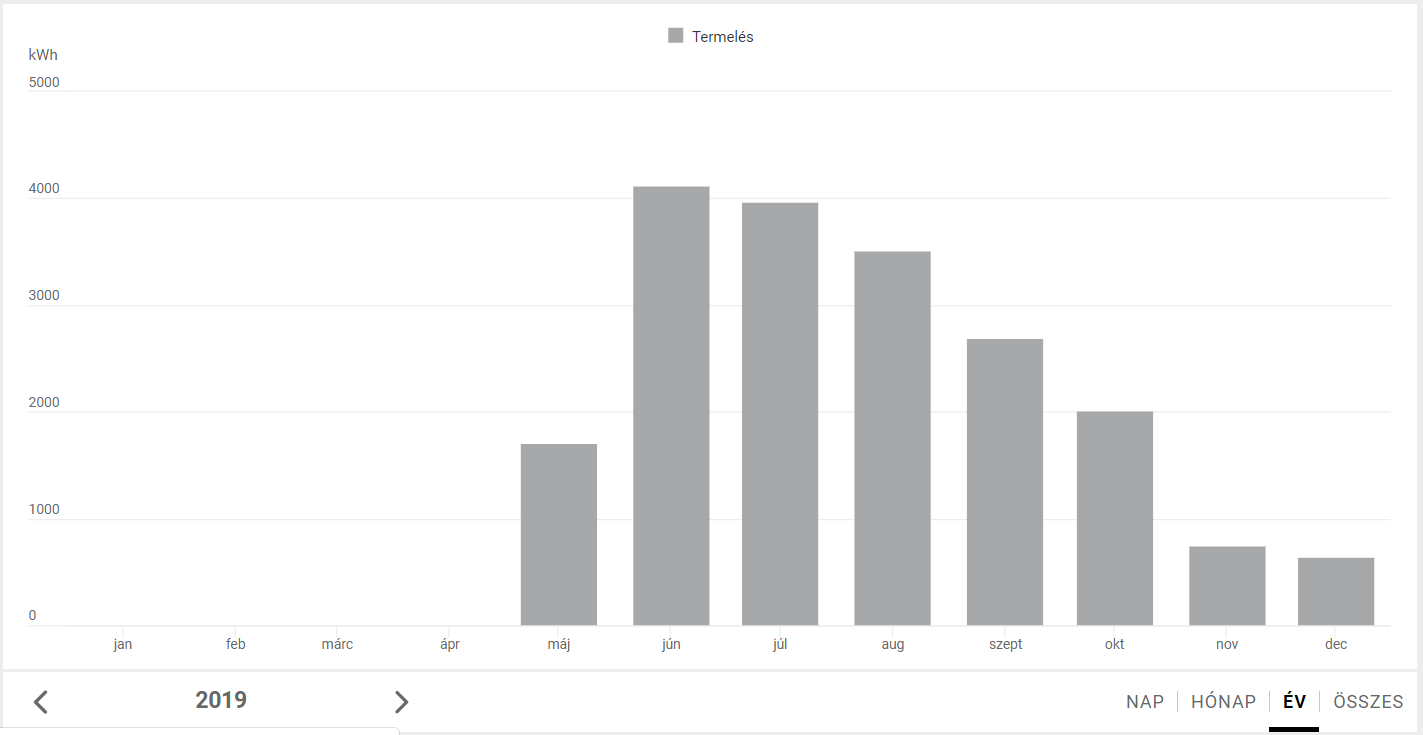 Termelés
kWh
5000
4000
3000
2000
1000
0
jan feb márc ápr máj jún júl aug szept okt nov dec
2019 NAP HÓNAP ÉV ÖSSZES